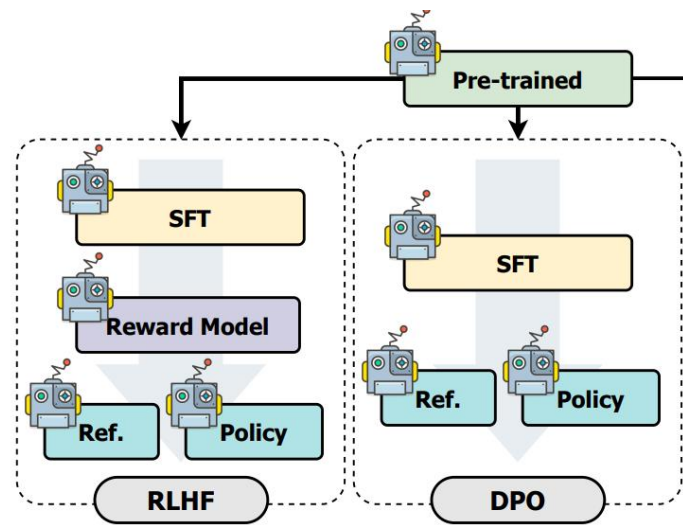 Pre-trained
SFT
Reward Model
Ref.
Policy
RLHF
SFT
Ref.
Policy
DPO